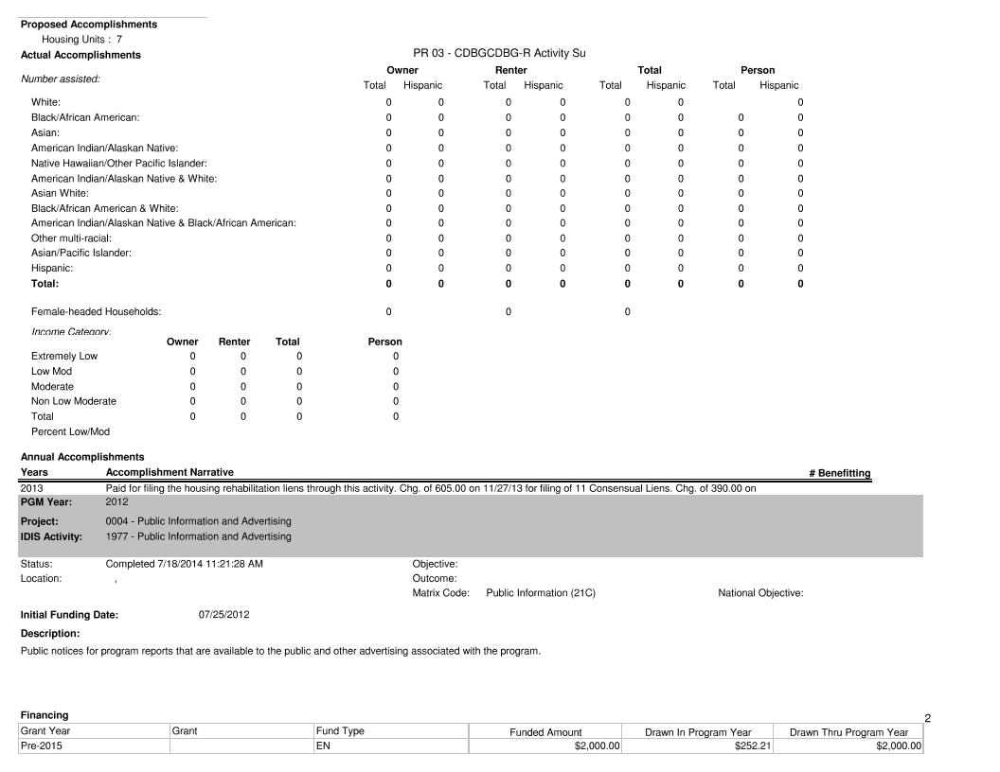 Proposed Accomplishments
Housing Units : 7
Actual Accomplishments PR 03 - CDBGCDBG-R Activity Su
Number assisted: Owner Renter Total Person
Total Hispanic Total Hispanic Total Hispanic Total Hispanic
White: 0 0 0 0 0 0 0
Black/African American: 0 0 0 0 0 0 0 0
Asian: 0 0 0 0 0 0 0 0
American Indian/Alaskan Native: 0 0 0 0 0 0 0 0
Native Hawaiian/Other Pacific Islander: 0 0 0 0 0 0 0 0
American Indian/Alaskan Native & White: 0 0 0 0 0 0 0 0
Asian White: 0 0 0 0 0 0 0 0
Black/African American & White: 0 0 0 0 0 0 0 0
American Indian/Alaskan Native & Black/African American: 0 0 0 0 0 0 0 0
Other multi-racial: 0 0 0 0 0 0 0 0
Asian/Pacific Islander: 0 0 0 0 0 0 0 0
Hispanic: 0 0 0 0 0 0 0 0
Total: 0 0 0 0 0 0 0 0
Female-headed Households: 0 0 0
Income Category:
Owner Renter Total Person
Extremely Low 0 0 0 0
Low Mod 0 0 0 0
Moderate 0 0 0 0
Non Low Moderate 0 0 0 0
Total 0 0 0 0
Percent Low/Mod
Annual Accomplishments
Years Accomplishment Narrative # Benefitting
2013 Paid for filing the housing rehabilitation liens through this activity. Chg. of 605.00 on 11/27/13 for filing of 11 Consensual Liens. Chg. of 390.00 on
PGM Year: 2012
Project: 0004 - Public Information and Advertising
IDIS Activity: 1977 - Public Information and Advertising
Status: Completed 7/18/2014 11:21:28 AM Objective:
Location: , Outcome:
Matrix Code: Public Information (21C) National Objective:
Initial Funding Date: 07/25/2012
Description:
Public notices for program reports that are available to the public and other advertising associated with the program.
Financing 2
Grant Year Grant Fund Type Funded Amount Drawn In Program Year Drawn Thru Program Year
Pre-2015 EN $2,000.00 $252.21 $2,000.00